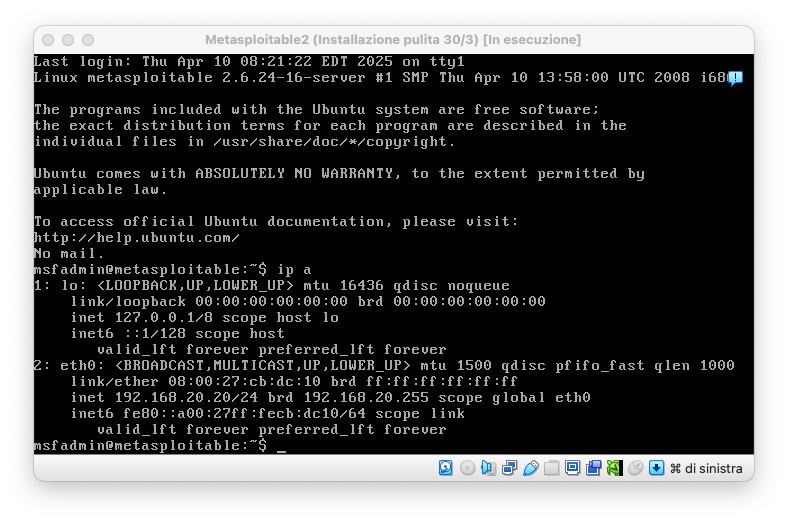 Metasploitable2 (Installazione pulita 30/3) [In esecuzione]
Last login: Thu Apr 10 08:21:22 EDT 2025 on tty1
Linux metasploitable 2.6.24-16-server #1 SMP Thu Apr 10 13:58:00 UTC 2008 i68
The programs included with the Ubuntu system are free software;
the exact distribution terms for each program are described in the
individual files in /usr/share/doc/*/copyright.
Ubuntu comes with ABSOLUTELY NO WARRANTY, to the extent permitted by
applicable law.
To access official Ubuntu documentation, please visit:
http://help.ubuntu.com/
No mail.
msfadmin@metasploitable:~$ ip a
1: lo: <LOOPBACK,UP,LOWER_UP> mtu 16436 qdisc noqueue
    link/loopback 00:00:00:00:00:00 brd 00:00:00:00:00:00
    inet 127.0.0.1/8 scope host lo
    inet6 ::1/128 scope host
       valid_lft forever preferred_lft forever
2: eth0: <BROADCAST,MULTICAST,UP,LOWER_UP> mtu 1500 qdisc pfifo_fast qlen 1000
    link/ether 08:00:27:cb:dc:10 brd ff:ff:ff:ff:ff:ff
    inet 192.168.20.20/24 brd 192.168.20.255 scope global eth0
    inet6 fe80::a00:27ff:fecb:dc10/64 scope link
       valid_lft forever preferred_lft forever
msfadmin@metasploitable:~$ _
⌘ di sinistra